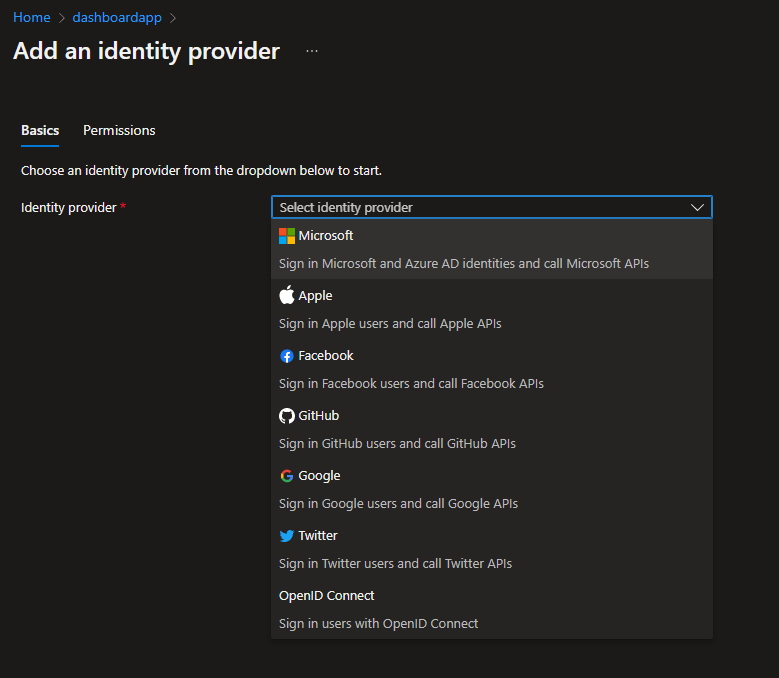 Home > dashboardapp >
Add an identity provider ...
Basics Permissions
Choose an identity provider from the dropdown below to start.
Identity provider * Select identity provider
Microsoft
Sign in Microsoft and Azure AD identities and call Microsoft APIs
Apple
Sign in Apple users and call Apple APIs
Facebook
Sign in Facebook users and call Facebook APIs
GitHub
Sign in GitHub users and call GitHub APIs
Google
Sign in Google users and call Google APIs
Twitter
Sign in Twitter users and call Twitter APIs
OpenID Connect
Sign in users with OpenID Connect